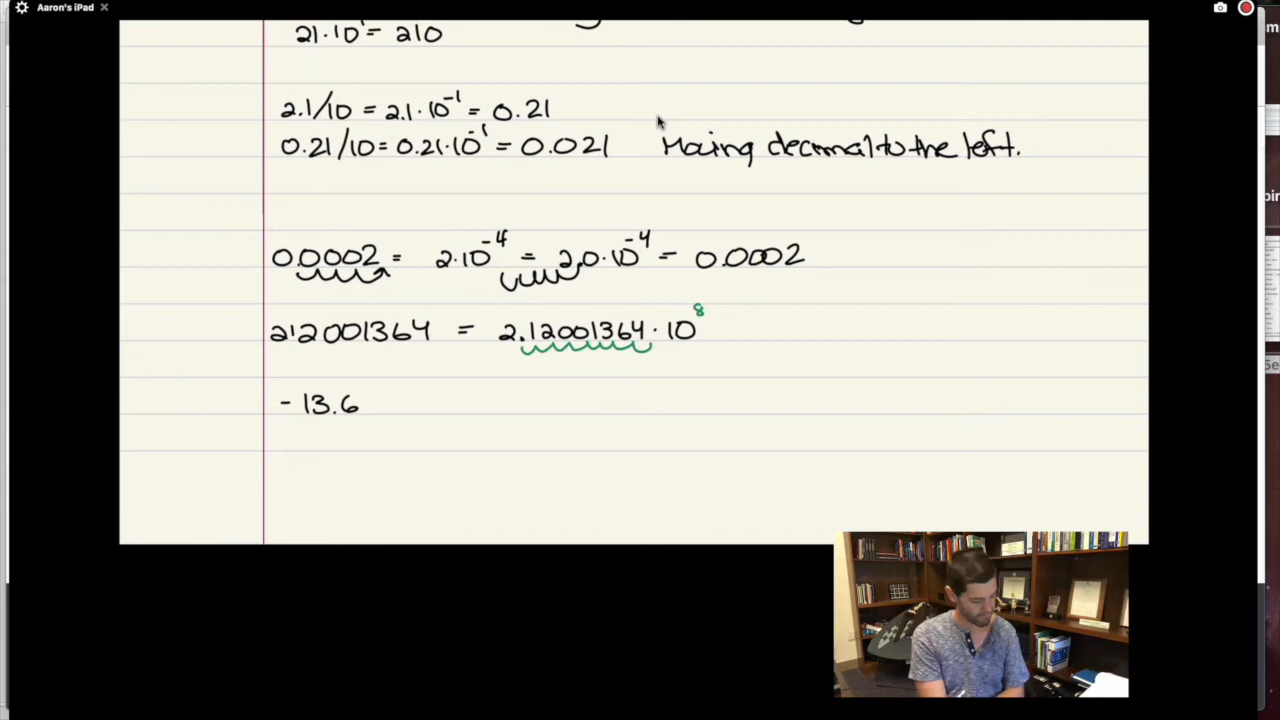 Aaron's iPad
21·10¹= 210
2.1/10 = 2.1·10⁻¹ = 0.21
0.21/10 = 0.21·10⁻¹ = 0.021 Moving decimal to the left.
0.0002 = 2·10⁻⁴ = 2.0·10⁻⁴ = 0.0002
212001364 = 2.12001364·10⁸
- 13.6